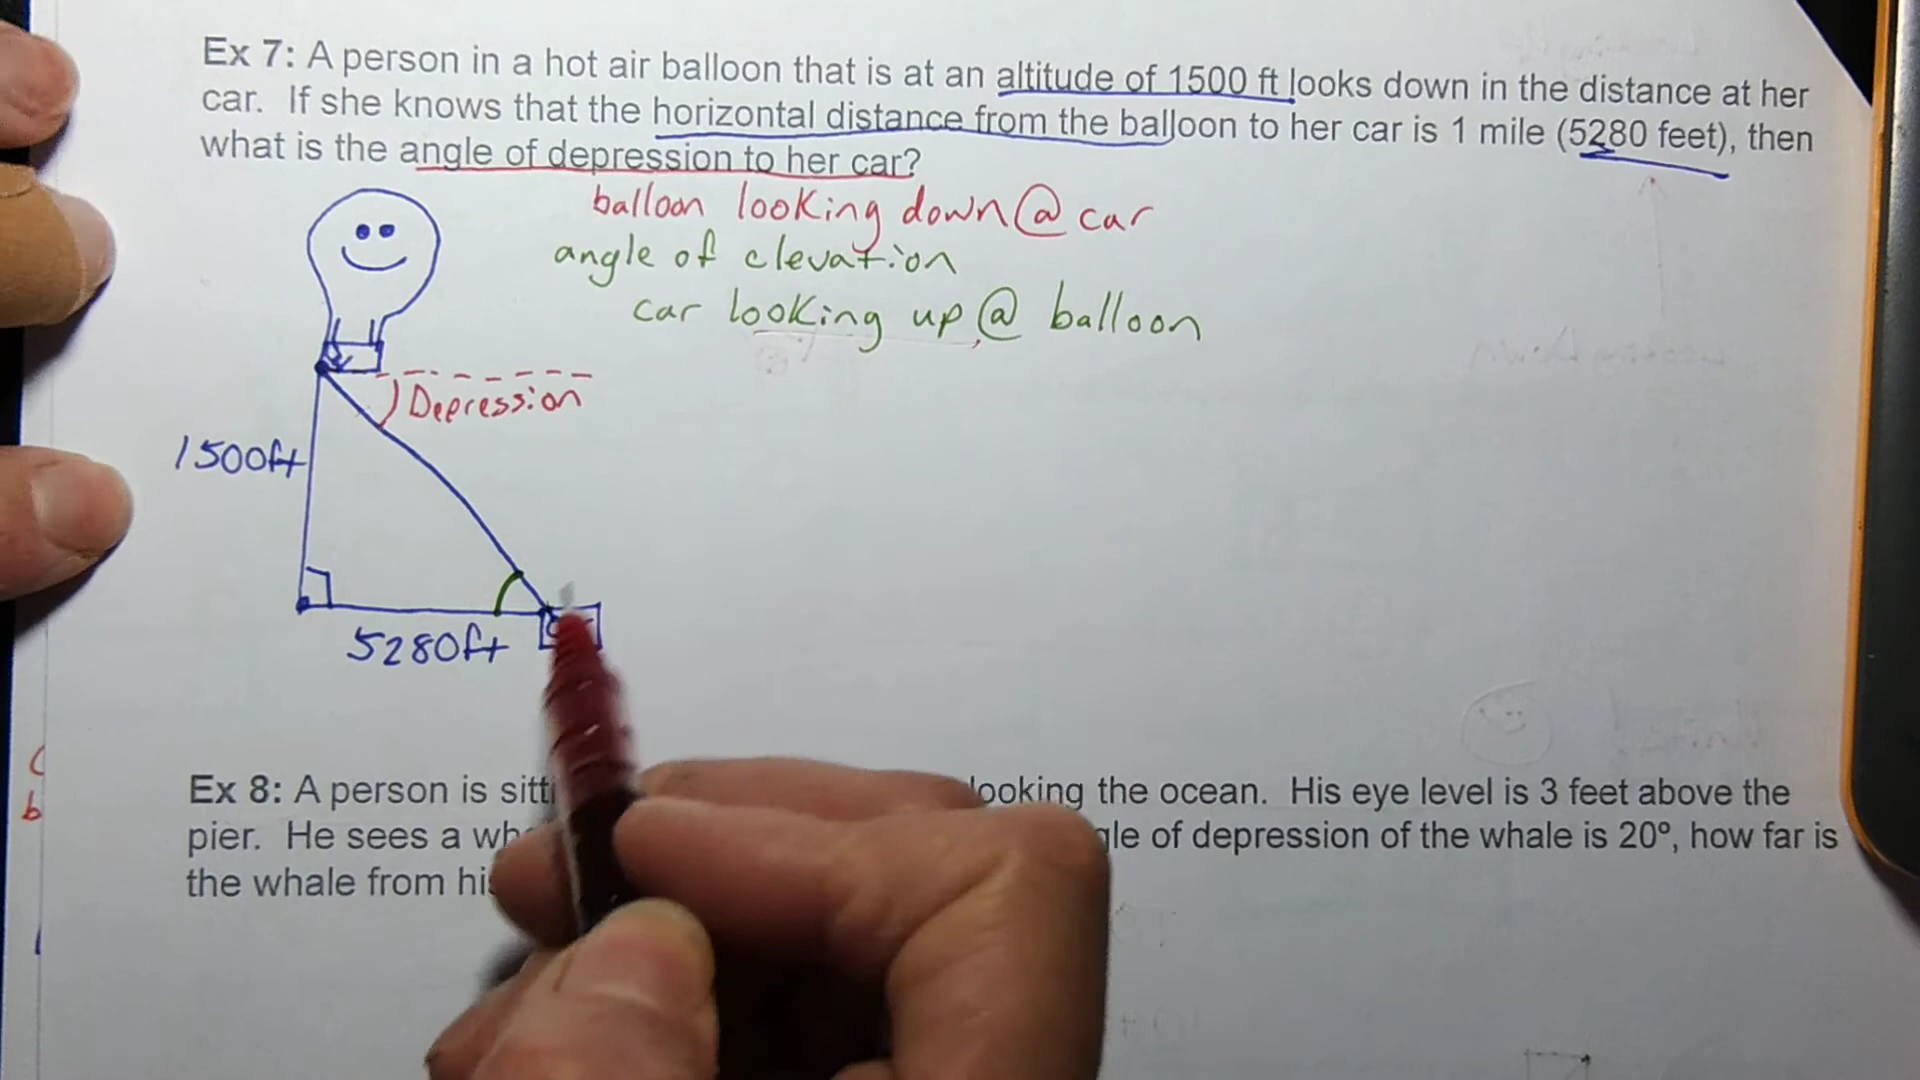 Ex 7: A person in a hot air balloon that is at an altitude of 1500 ft looks down in the distance at her
car. If she knows that the horizontal distance from the balloon to her car is 1 mile (5280 feet), then
what is the angle of depression to her car?
balloon looking down @ car
angle of elevation
car looking up @ balloon
Depression
1500ft
5280ft
Ex 8: A person is looking the ocean. His eye level is 3 feet above the
pier. He sees a of depression of the whale is 20º, how far is
the whale from
b